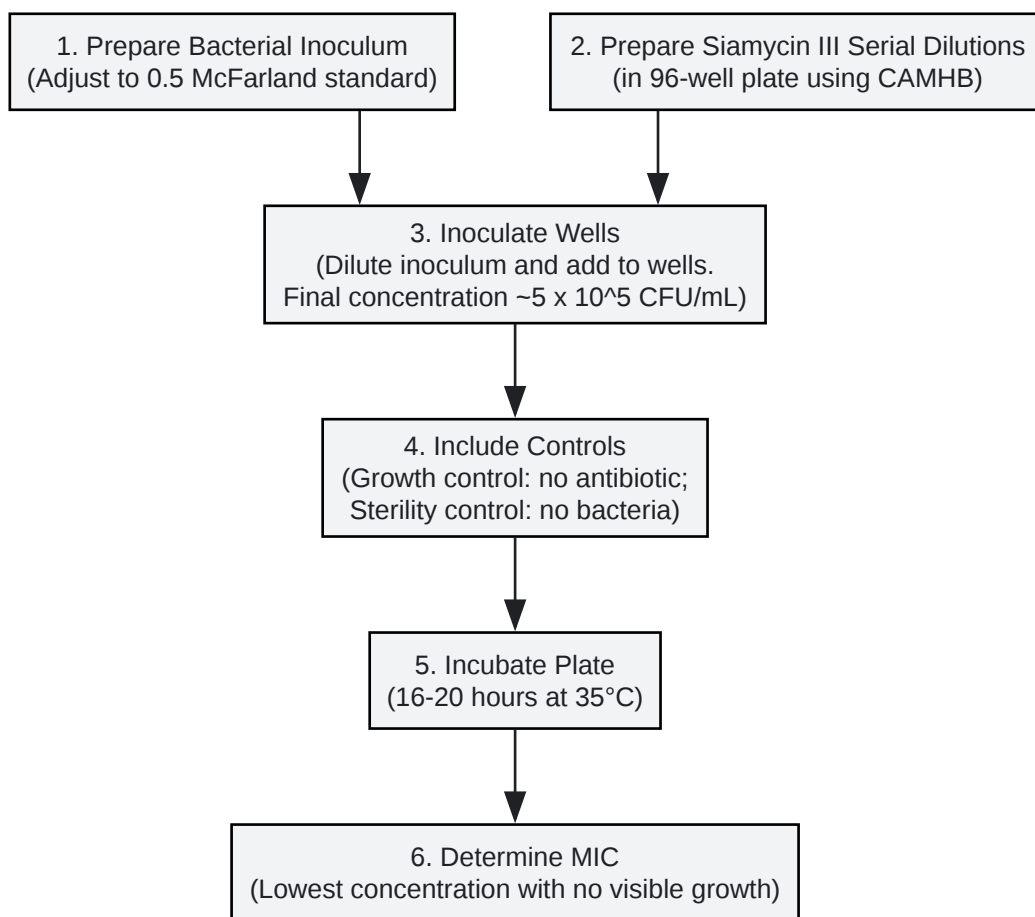 1. Prepare Bacterial Inoculum
(Adjust to 0.5 McFarland standard)
2. Prepare Siamycin III Serial Dilutions
(in 96-well plate using CAMHB)
3. Inoculate Wells
(Dilute inoculum and add to wells.
Final concentration ~5 x 10^5 CFU/mL)
4. Include Controls
(Growth control: no antibiotic;
Sterility control: no bacteria)
5. Incubate Plate
(16-20 hours at 35°C)
6. Determine MIC
(Lowest concentration with no visible growth)